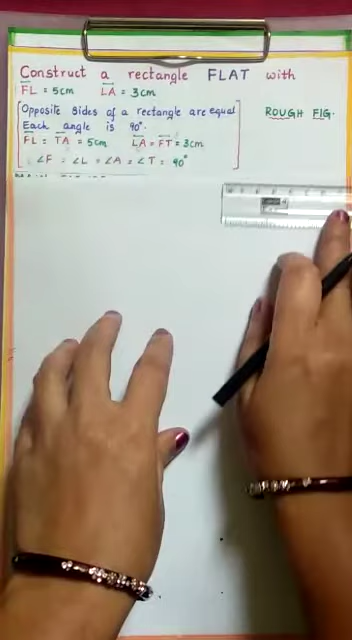 Construct a rectangle FLAT with
FL = 5cm LA = 3cm
Opposite sides of a rectangle are equal
Each angle is 90°.
FL = TA = 5cm LA = FT = 3cm
∠F = ∠L = ∠A = ∠T = 90°
ROUGH FIG.